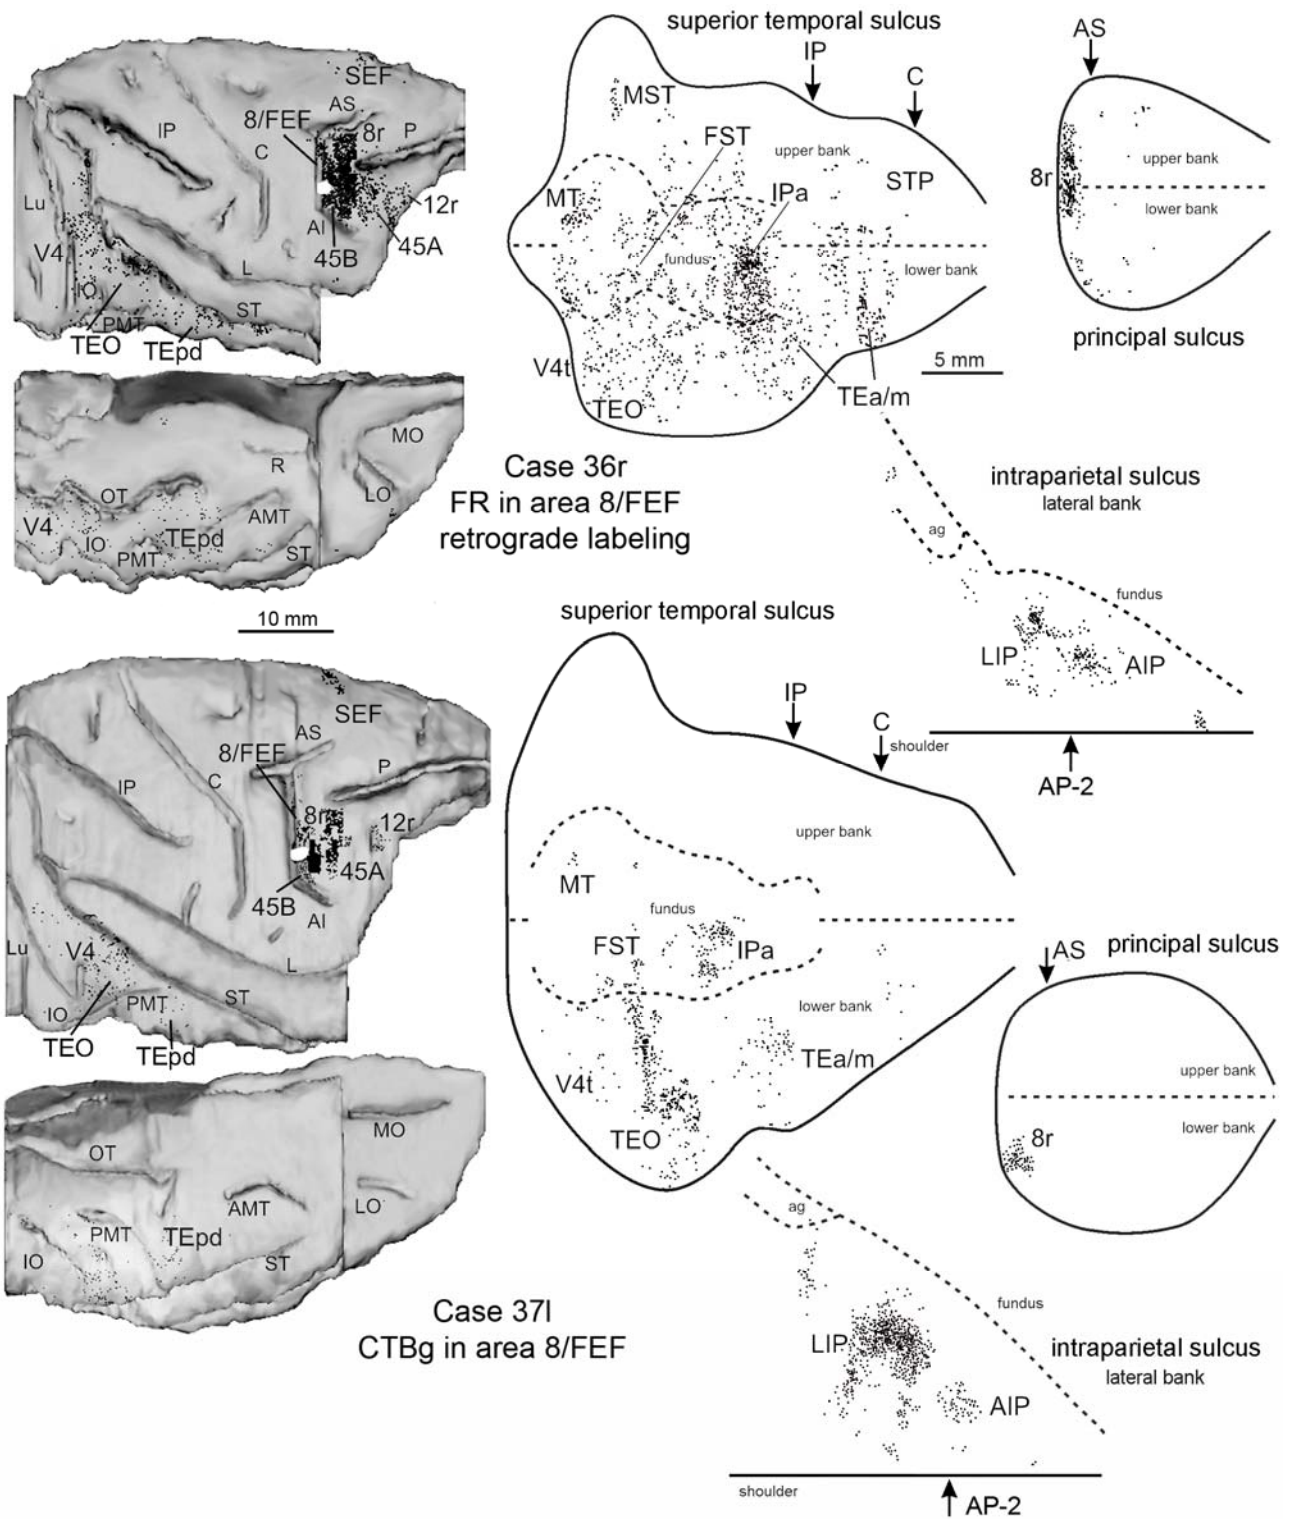 superior temporal sulcus
IP
C
AS
SEF
AS
8/FEF
8r
P
IP
C
Lu
12r
AI
45A
45B
V4
L
IO
ST
PMT
TEO
TEpd
MST
FST
upper bank
STP
MT
IPa
fundus
lower bank
V4t
TEO
TEa/m
5 mm
8r
upper bank
lower bank
principal sulcus
MO
R
LO
OT
AMT
V4
IO
TEpd
PMT
ST
Case 36r
FR in area 8/FEF
retrograde labeling
10 mm
intraparietal sulcus
lateral bank
ag
fundus
LIP
AIP
shoulder
AP-2
superior temporal sulcus
IP
C
SEF
AS
8/FEF
P
IP
C
8r
12r
45A
45B
AI
Lu
V4
L
IO
PMT
ST
TEO
TEpd
upper bank
MT
fundus
FST
IPa
lower bank
V4t
TEa/m
TEO
AS
principal sulcus
upper bank
lower bank
8r
MO
OT
AMT
LO
PMT
TEpd
IO
ST
Case 37l
CTBg in area 8/FEF
ag
fundus
LIP
intraparietal sulcus
lateral bank
AIP
shoulder
AP-2